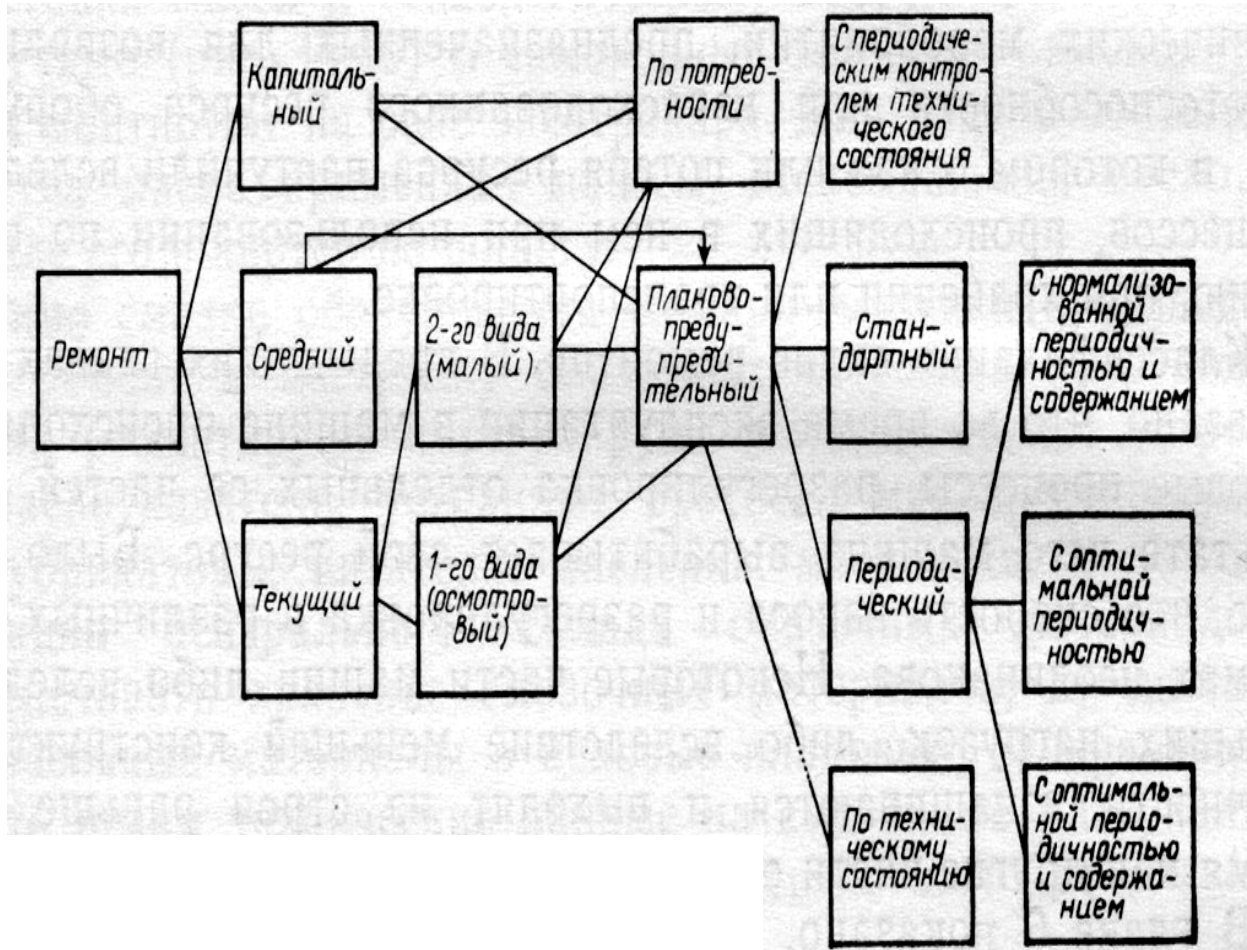 Капиталь-
ный
По потреб-
ности
С периодиче-
ским контро-
лем техни-
ческого
состояния
Ремонт
Средний
2-го вида
(малый)
Планово-
преду-
преди-
тельный
Стан-
дартный
С нормализо-
ванной
периодич-
ностью и
содержанием
Текущий
1-го вида
(осмотро-
вый)
Периоди-
ческий
С опти-
мальной
периодич-
ностью
По техни-
ческому
состоянию
С оптималь-
ной перио-
дичностью
и содержа-
нием